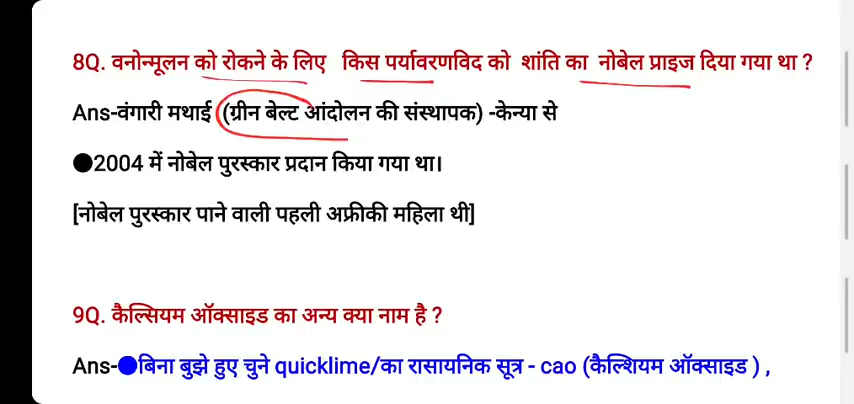 8Q. वनोन्मूलन को रोकने के लिए किस पर्यावरणविद को शांति का नोबेल प्राइज दिया गया था ?
Ans-वंगारी मथाई (ग्रीन बेल्ट आंदोलन की संस्थापक) -केन्या से
●2004 में नोबेल पुरस्कार प्रदान किया गया था।
[नोबेल पुरस्कार पाने वाली पहली अफ्रीकी महिला थी]
9Q. कैल्सियम ऑक्साइड का अन्य क्या नाम है ?
Ans-●बिना बुझे हुए चुने quicklime/का रासायनिक सूत्र - cao (कैल्शियम ऑक्साइड ) ,